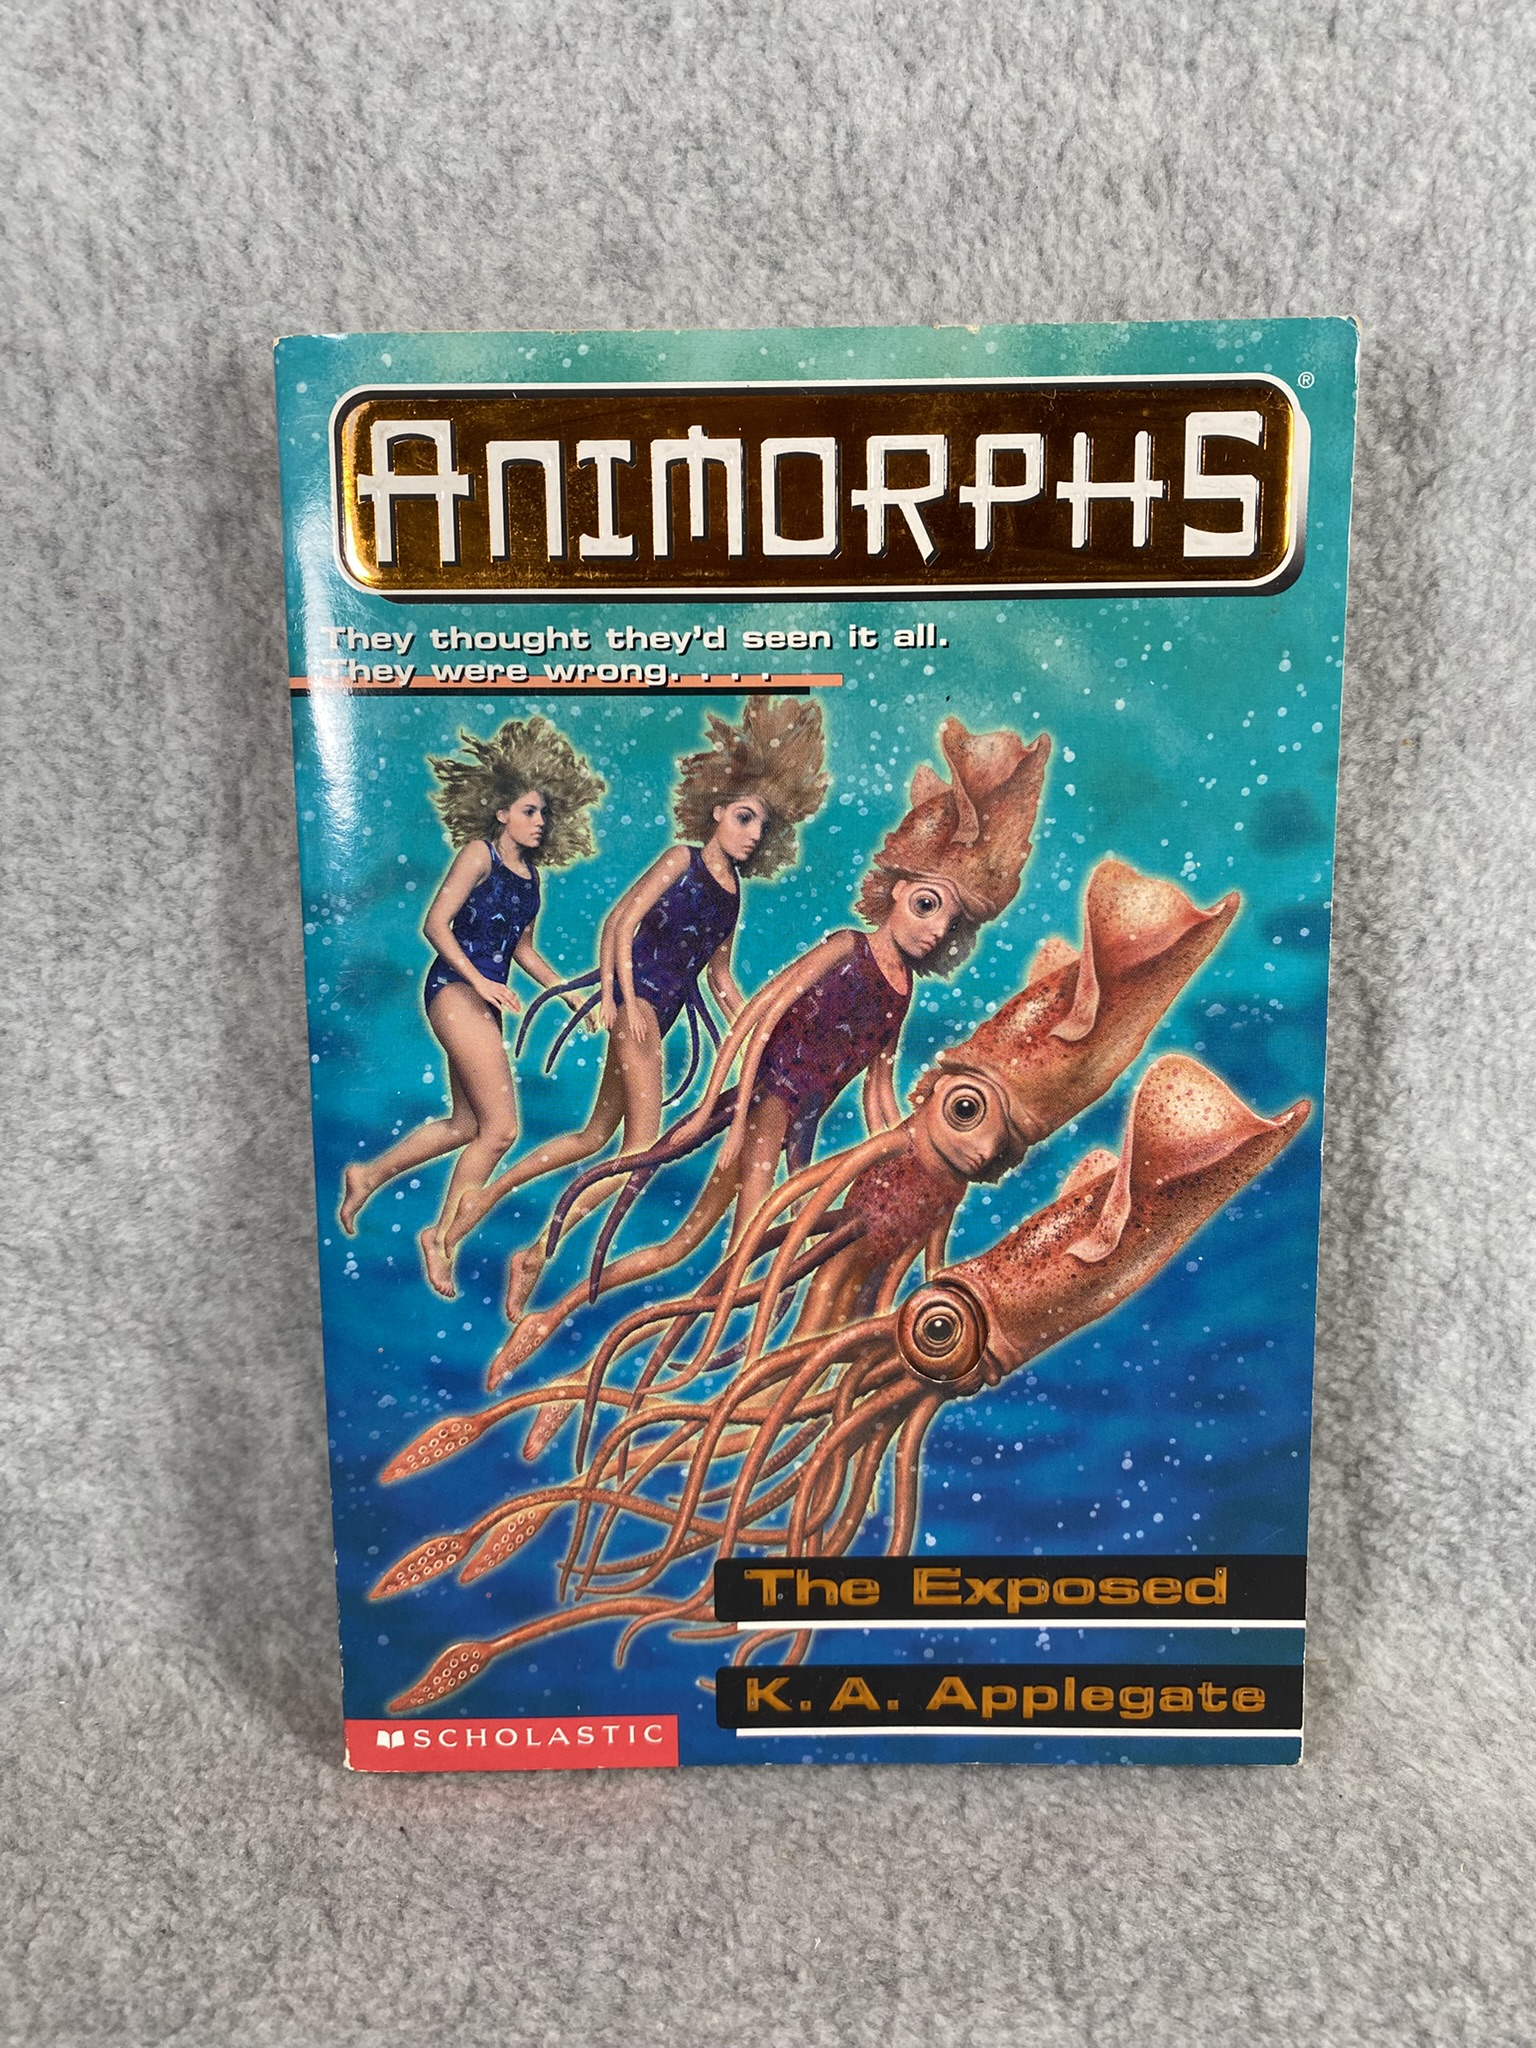 ANIMORPHS®
They thought they'd seen it all.
They were wrong. . . .
The Exposed
K. A. Applegate
SCHOLASTIC